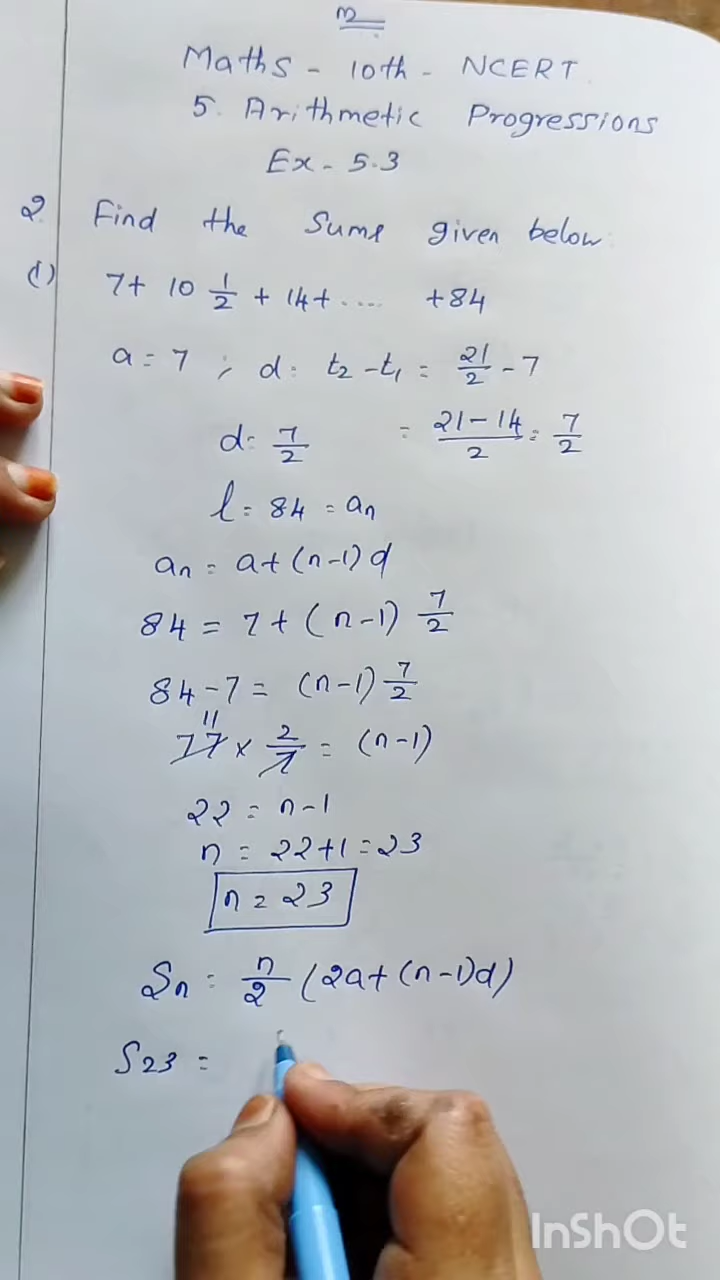 m
Maths - 10th - NCERT
5. Arithmetic Progressions
Ex - 5.3
2 Find the Sums given below
(i) 7+ 10 1/2 + 14+ .... +84
a = 7 ; d = t₂ - t₁ = 21/2 - 7
d = 7/2 = (21-14)/2 = 7/2
l = 84 = aₙ
aₙ = a+(n-1)d
84 = 7+(n-1) 7/2
84-7 = (n-1) 7/2
11
77 × 2/7 = (n-1)
22 = n-1
n = 22+1 = 23
n = 23
Sₙ = n/2 (2a+(n-1)d)
S₂₃ =
InShOt